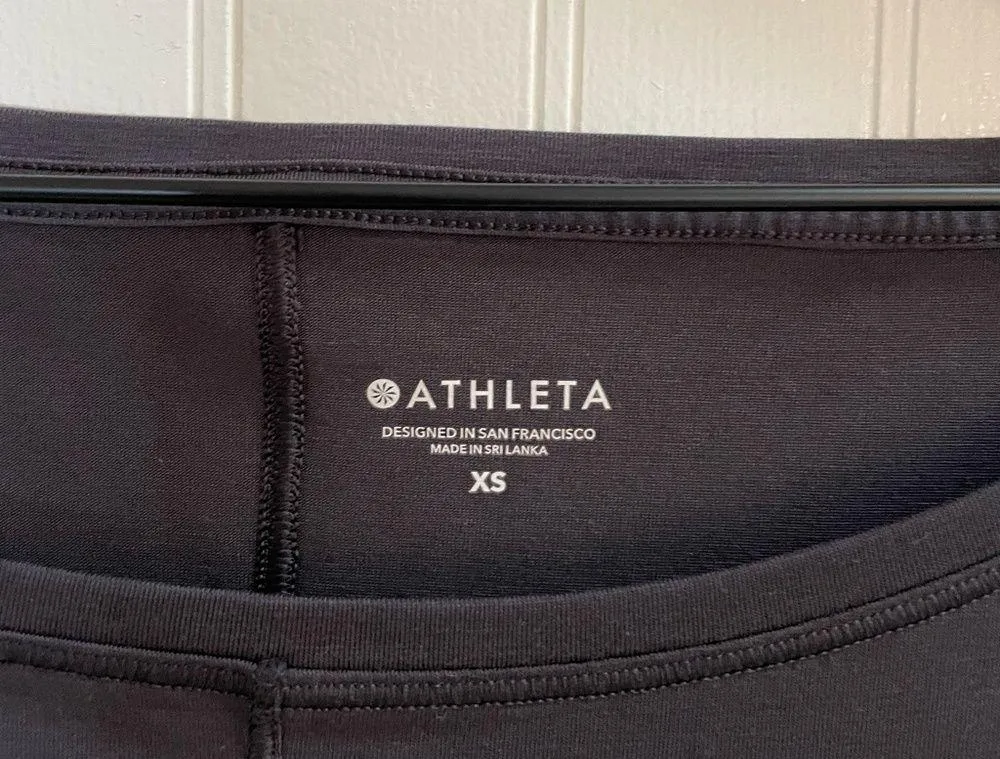 ATHLETA
DESIGNED IN SAN FRANCISCO
MADE IN SRI LANKA
XS